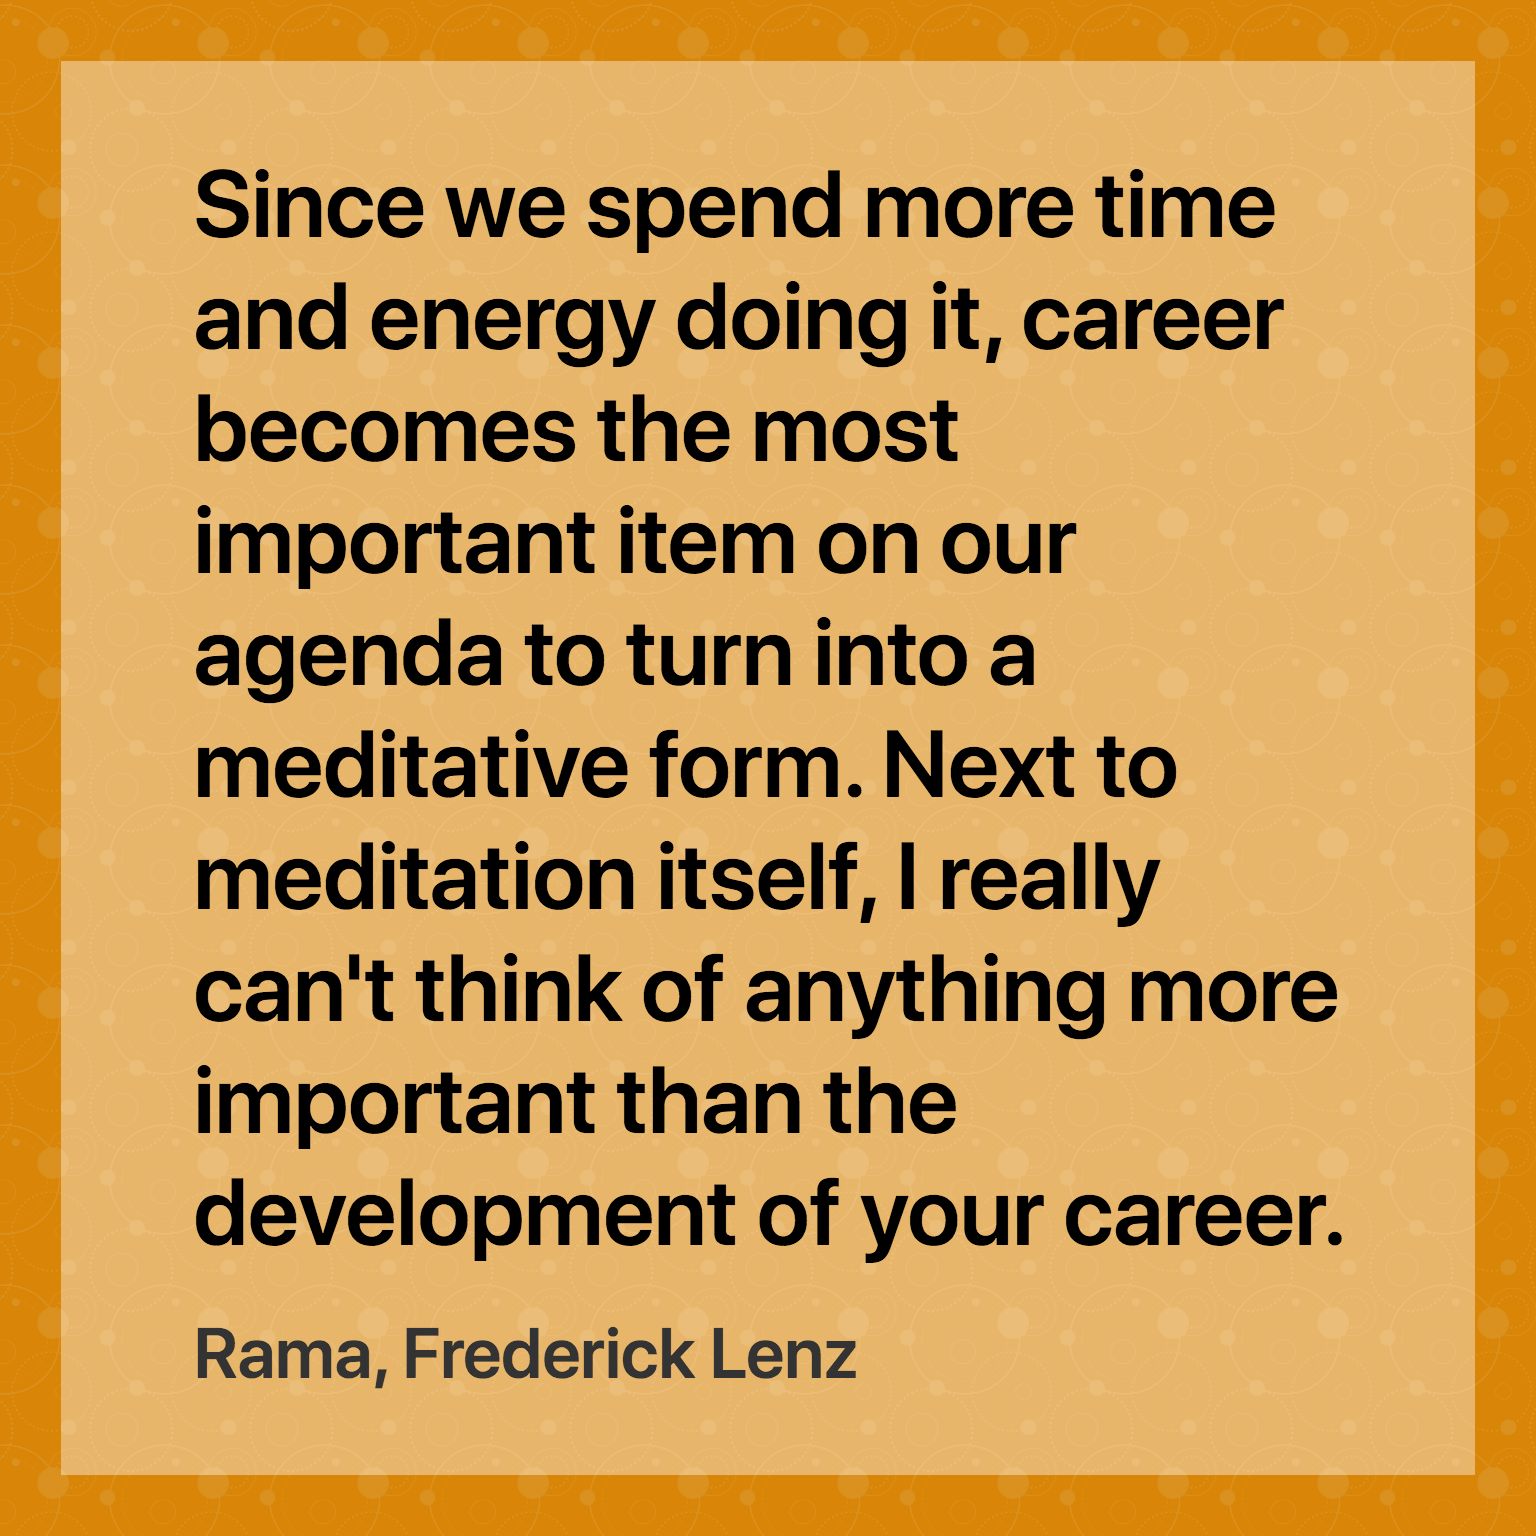 Since we spend more time
and energy doing it, career
becomes the most
important item on our
agenda to turn into a
meditative form. Next to
meditation itself, I really
can't think of anything more
important than the
development of your career.
Rama, Frederick Lenz